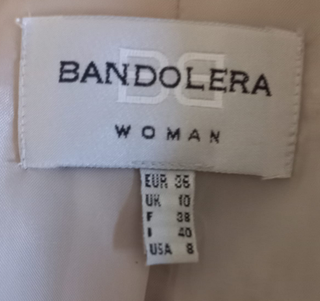 BANDOLERA
WOMAN
EUR 36
UK 10
F 38
I 40
USA 8